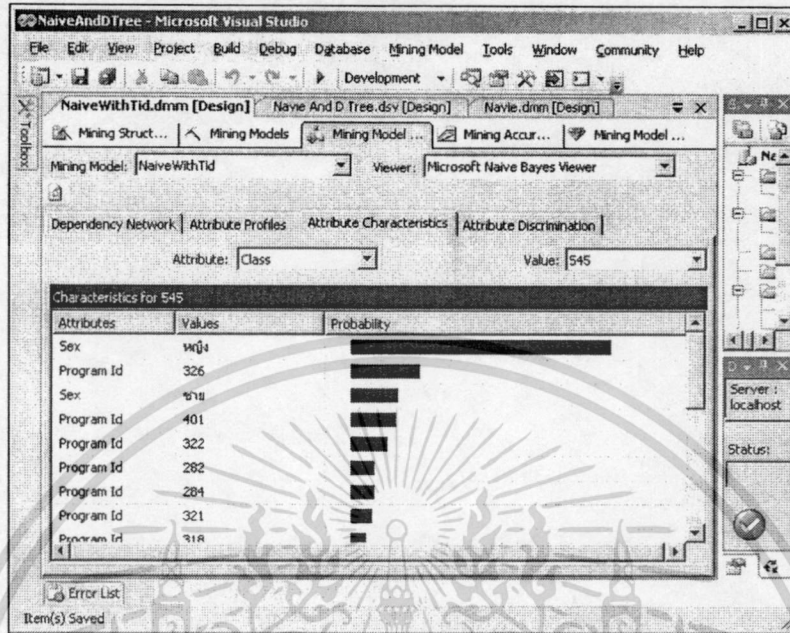 NaiveAndDTree - Microsoft Visual Studio
File Edit View Project Build Debug Database Mining Model Tools Window Community Help
Development
NaiveWithTid.dmm [Design] Navie And D Tree.dsv [Design] Navie.dmm [Design]
Toolbox
Mining Struct... Mining Models Mining Model ... Mining Accur... Mining Model ...
Mining Model: NaiveWithTid Viewer: Microsoft Naive Bayes Viewer
Dependency Network Attribute Profiles Attribute Characteristics Attribute Discrimination
Attribute: Class Value: 545
Characteristics for 545
Attributes Values Probability
Sex หญิง
Program Id 326
Sex ชาย
Program Id 401
Program Id 322
Program Id 282
Program Id 284
Program Id 321
Program Id 318
Server :
localhost
Status:
Error List
Item(s) Saved